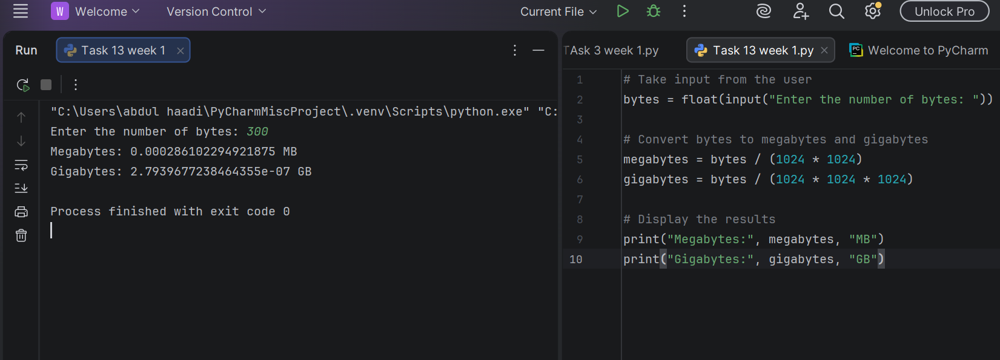 W Welcome Version Control Current File Unlock Pro
Run Task 13 week 1
"C:\Users\abdul haadi\PyCharmMiscProject\.venv\Scripts\python.exe" "C:
Enter the number of bytes: 300
Megabytes: 0.000286102294921875 MB
Gigabytes: 2.7939677238464355e-07 GB
Process finished with exit code 0
TAsk 3 week 1.py Task 13 week 1.py PC Welcome to PyCharm
1 # Take input from the user
2 bytes = float(input("Enter the number of bytes: "))
3
4 # Convert bytes to megabytes and gigabytes
5 megabytes = bytes / (1024 * 1024)
6 gigabytes = bytes / (1024 * 1024 * 1024)
7
8 # Display the results
9 print("Megabytes:", megabytes, "MB")
10 print("Gigabytes:", gigabytes, "GB")